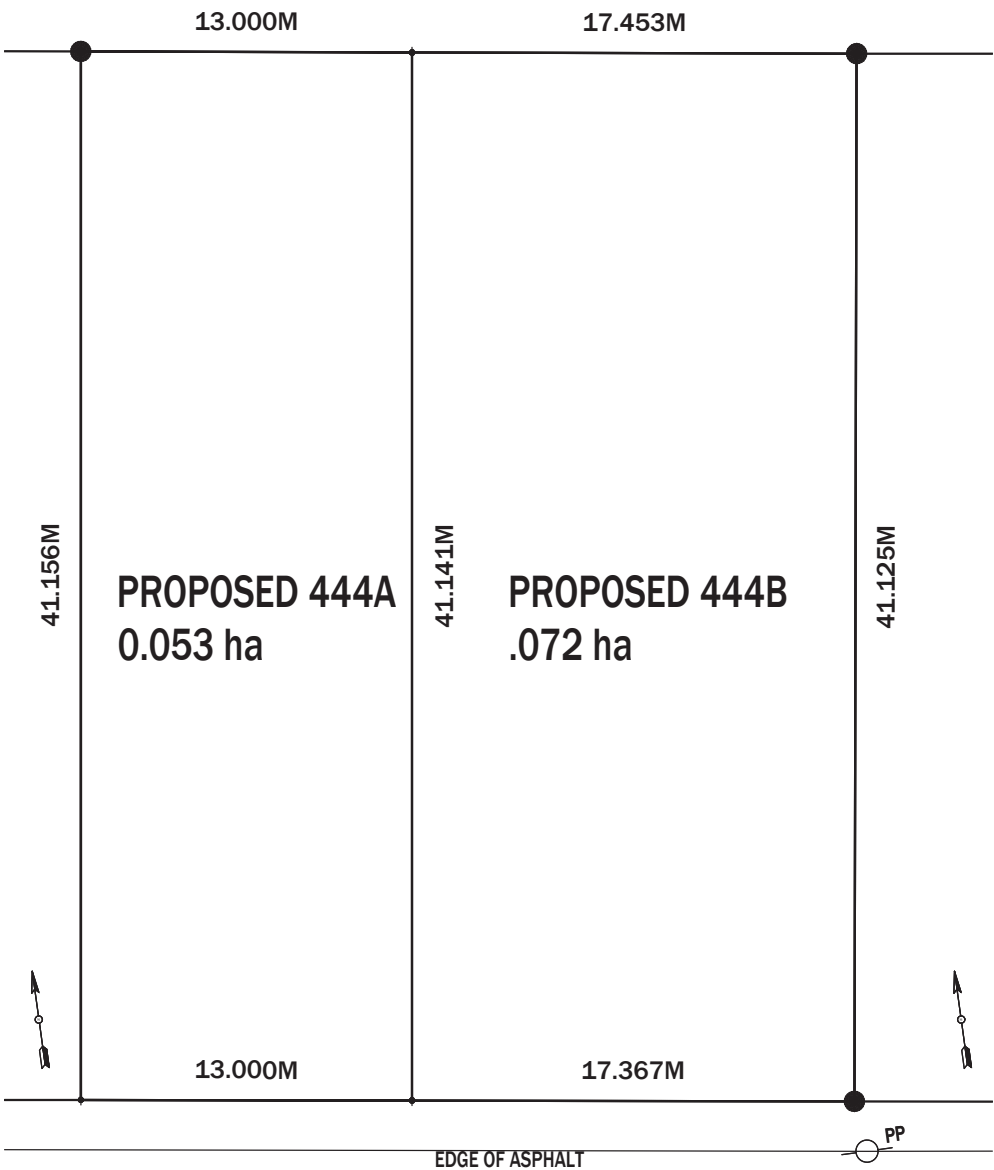 13.000M
17.453M
41.156M
PROPOSED 444A
0.053 ha
41.141M
PROPOSED 444B
.072 ha
41.125M
13.000M
17.367M
PP
EDGE OF ASPHALT